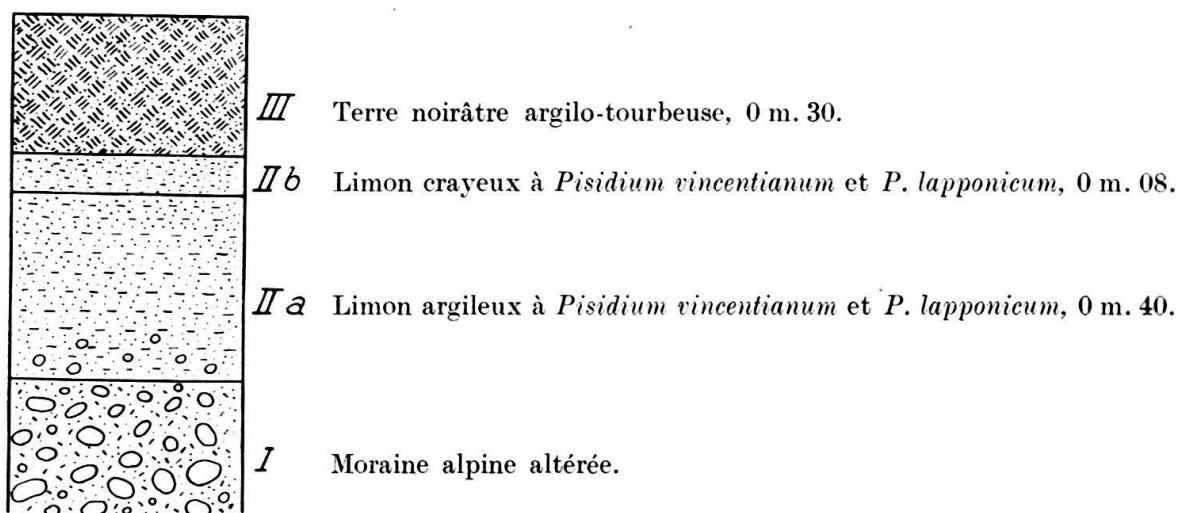 III Terre noirâtre argilo-tourbeuse, 0 m. 30.
II b Limon crayeux à Pisidium vincentianum et P. lapponicum, 0 m. 08.
II a Limon argileux à Pisidium vincentianum et P. lapponicum, 0 m. 40.
I Moraine alpine altérée.